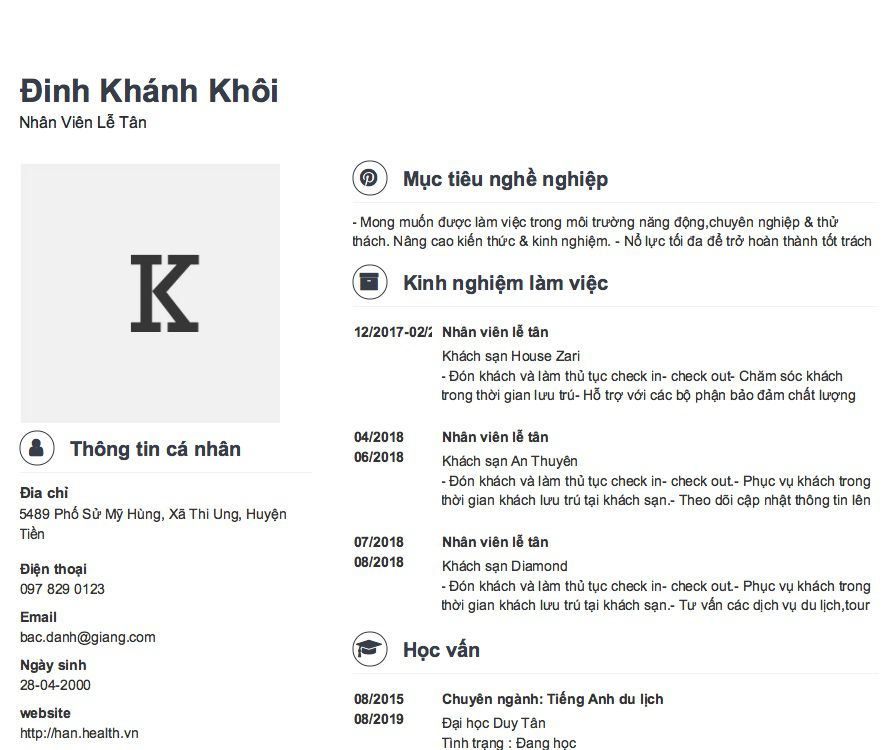 Đinh Khánh Khôi
Nhân Viên Lễ Tân
K
Thông tin cá nhân
Đia chỉ
5489 Phố Sử Mỹ Hùng, Xã Thi Ung, Huyện
Tiền
Điện thoại
097 829 0123
Email
bac.danh@giang.com
Ngày sinh
28-04-2000
website
http://han.health.vn
Mục tiêu nghề nghiệp
- Mong muốn được làm việc trong môi trường năng động,chuyên nghiệp & thử
thách. Nâng cao kiến thức & kinh nghiệm. - Nổ lực tối đa để trở hoàn thành tốt trách
Kinh nghiệm làm việc
12/2017-02/2 Nhân viên lễ tân
Khách sạn House Zari
- Đón khách và làm thủ tục check in- check out- Chăm sóc khách
trong thời gian lưu trú- Hỗ trợ với các bộ phận bảo đảm chất lượng
04/2018 Nhân viên lễ tân
06/2018
Khách sạn An Thuyên
- Đón khách và làm thủ tục check in- check out.- Phục vụ khách trong
thời gian khách lưu trú tại khách sạn.- Theo dõi cập nhật thông tin lên
07/2018 Nhân viên lễ tân
08/2018
Khách sạn Diamond
- Đón khách và làm thủ tục check in- check out.- Phục vụ khách trong
thời gian khách lưu trú tại khách sạn.- Tư vấn các dịch vụ du lịch,tour
Học vấn
08/2015 Chuyên ngành: Tiếng Anh du lịch
08/2019
Đại học Duy Tân
Tình trạng : Đang học